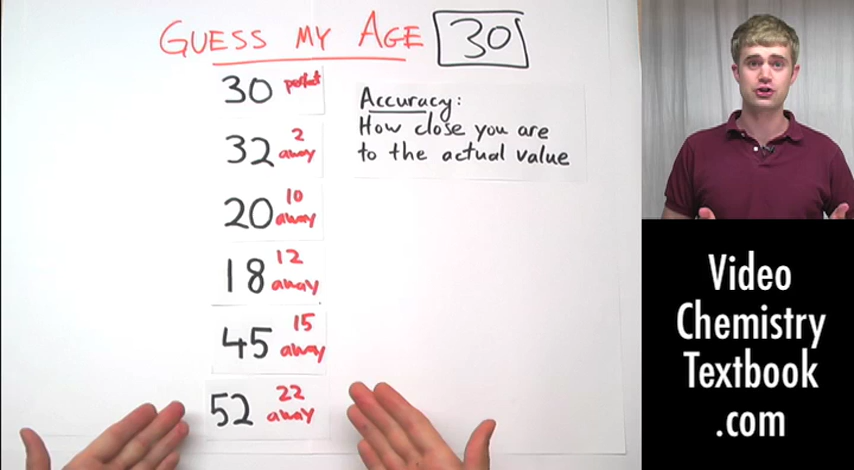 GUESS MY AGE 30
30 perfect
32 2 away
20 10 away
18 12 away
45 15 away
52 22 away
Accuracy:
How close you are
to the actual value
Video
Chemistry
Textbook
.com